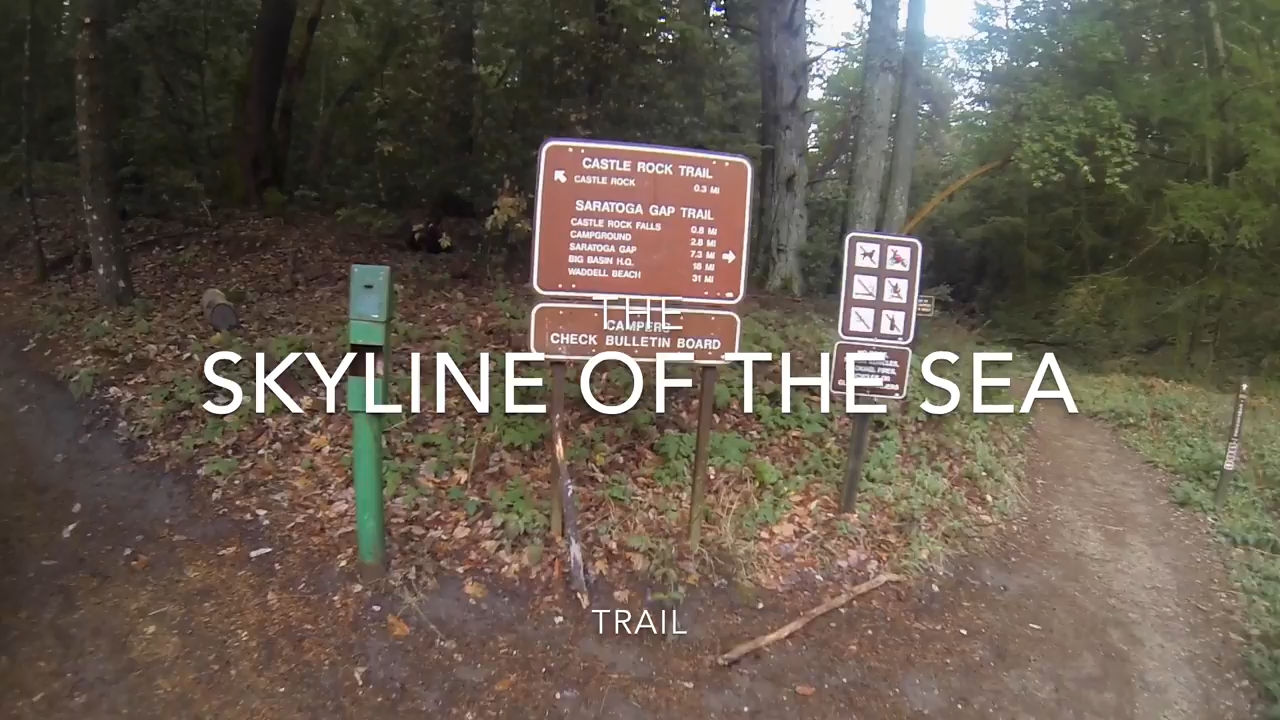 CASTLE ROCK TRAIL
CASTLE ROCK 0.3 MI
SARATOGA GAP TRAIL
CASTLE ROCK FALLS 0.8 MI
CAMPGROUND 2.8 MI
SARATOGA GAP 7.3 MI
BIG BASIN H.Q. 18 MI
WADDELL BEACH 31 MI
CAMPERS
CHECK BULLETIN BOARD
THE
SKYLINE OF THE SEA
TRAIL